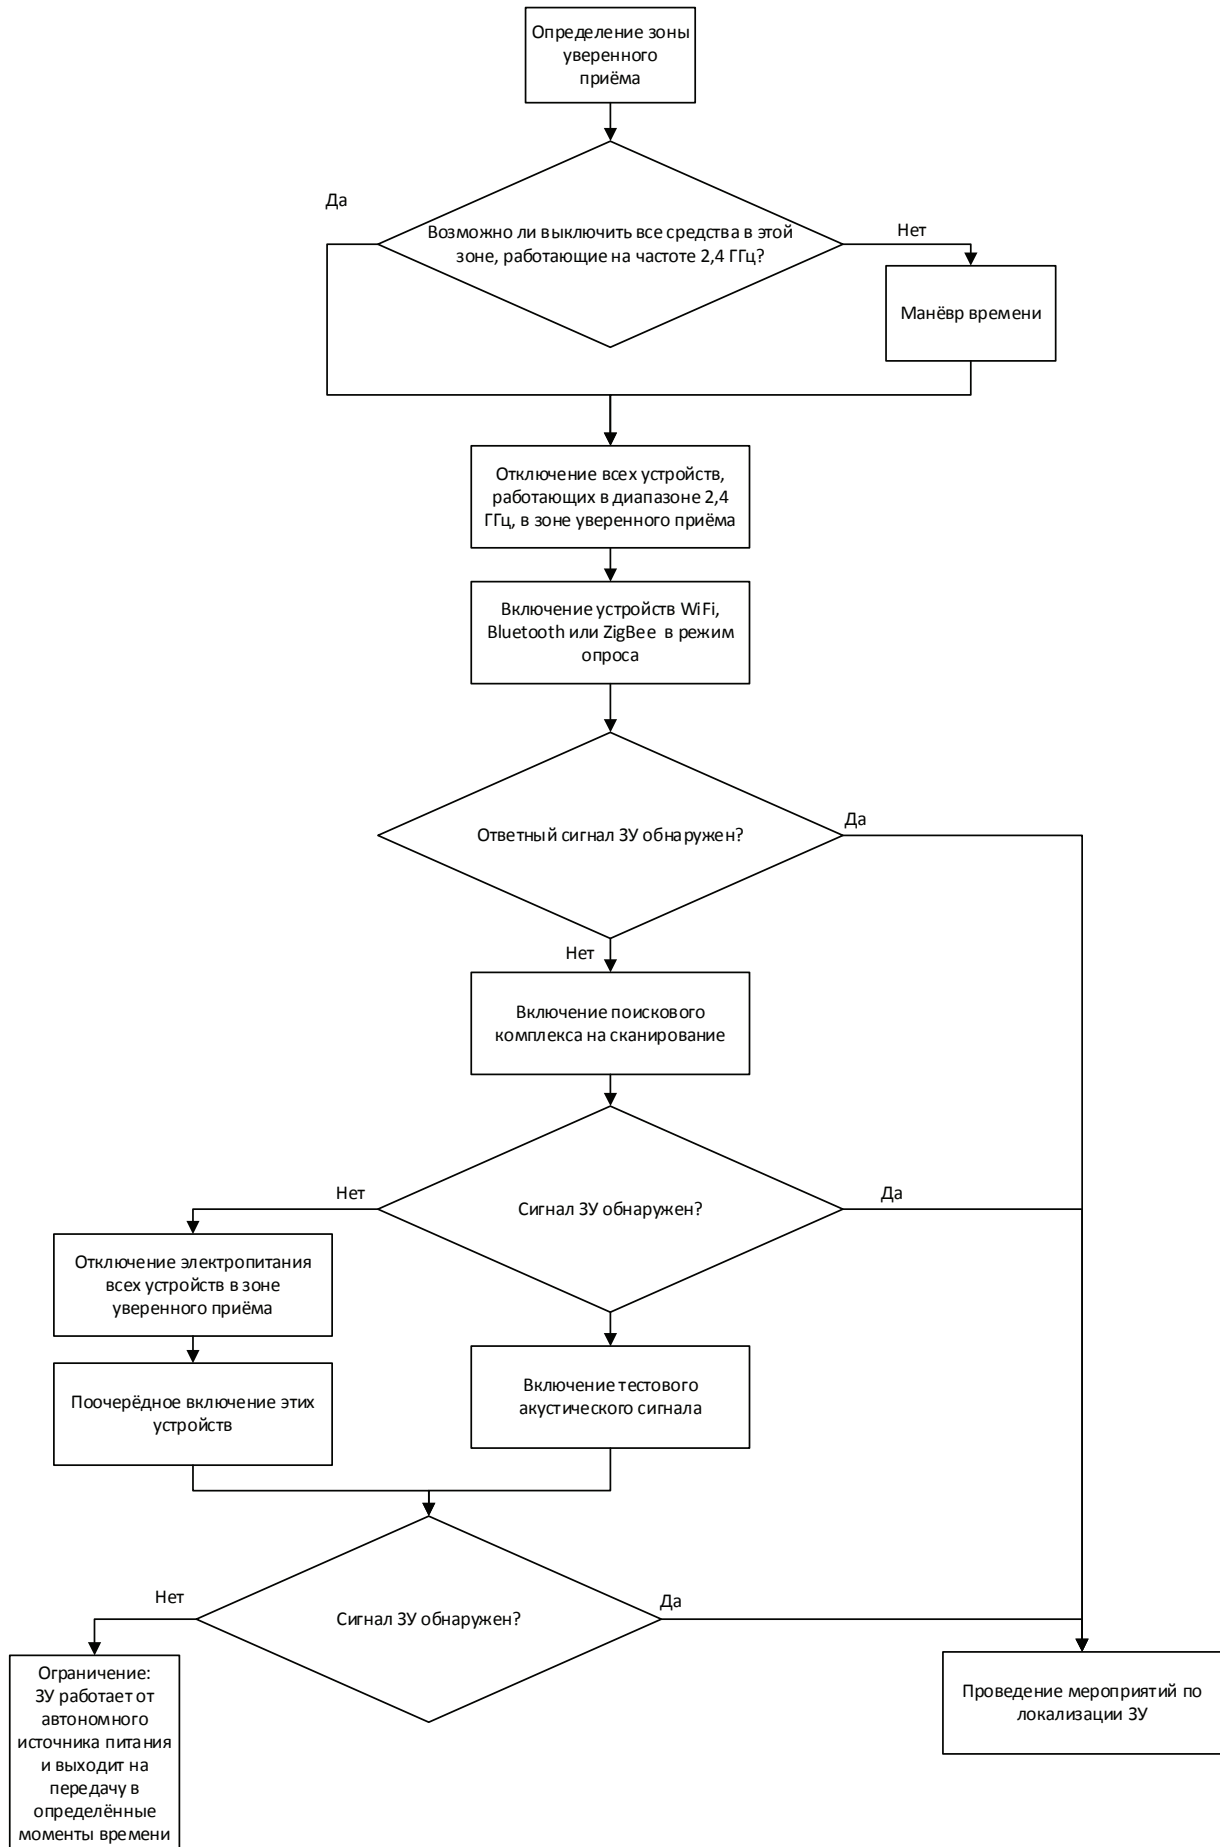 Определение зоны
уверенного
приёма
Да
Возможно ли выключить все средства в этой
зоне, работающие на частоте 2,4 ГГц?
Нет
Манёвр времени
Отключение всех устройств,
работающих в диапазоне 2,4
ГГц, в зоне уверенного приёма
Включение устройств WiFi,
Bluetooth или ZigBee в режим
опроса
Ответный сигнал ЗУ обнаружен?
Да
Нет
Включение поискового
комплекса на сканирование
Сигнал ЗУ обнаружен?
Нет
Да
Отключение электропитания
всех устройств в зоне
уверенного приёма
Поочерёдное включение этих
устройств
Включение тестового
акустического сигнала
Сигнал ЗУ обнаружен?
Нет
Да
Ограничение:
ЗУ работает от
автономного
источника питания
и выходит на
передачу в
определённые
моменты времени
Проведение мероприятий по
локализации ЗУ